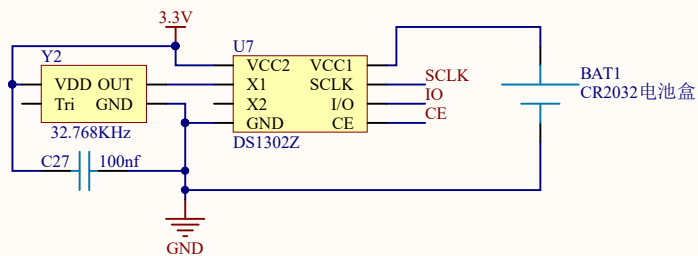 3.3V
Y2
VDD OUT
Tri GND
32.768KHz
C27 100nf
GND
U7
VCC2 VCC1
X1 SCLK
X2 I/O
GND CE
DS1302Z
SCLK
IO
CE
BAT1
CR2032电池盒